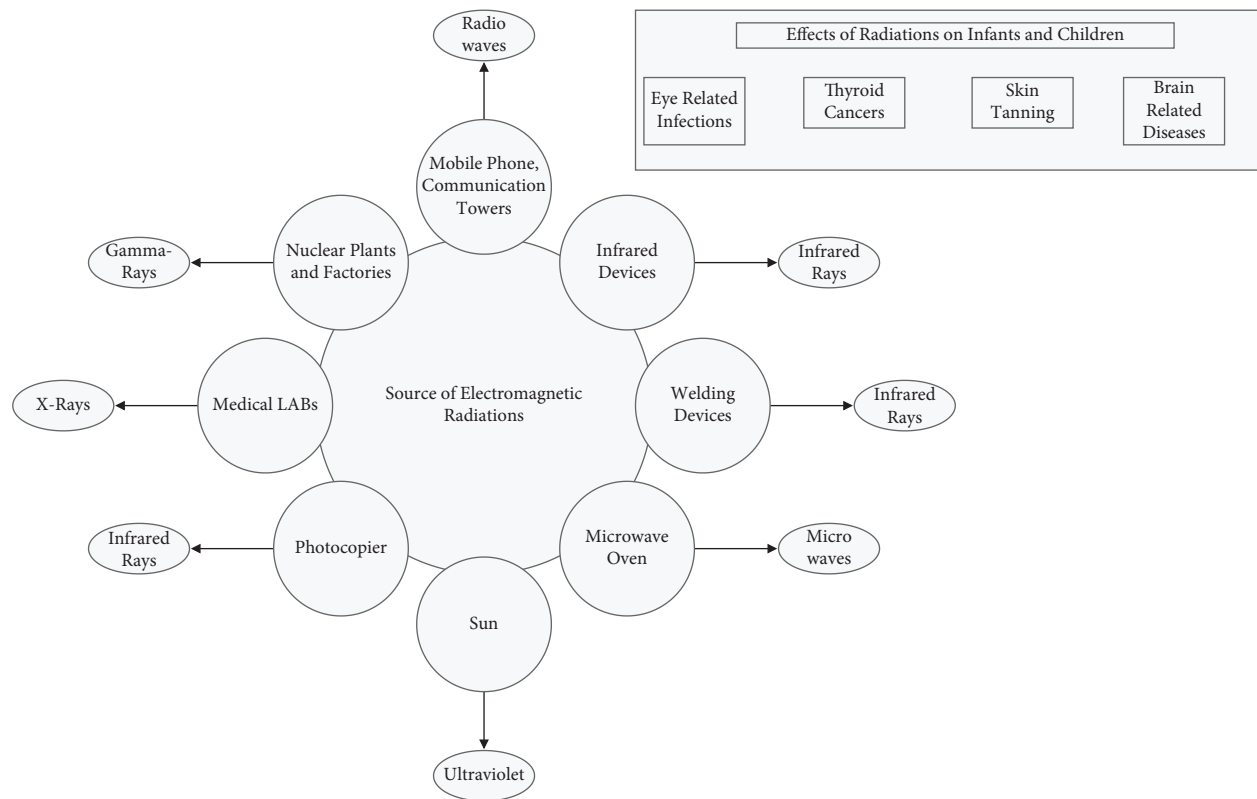 Radio
waves
Effects of Radiations on Infants and Children
Eye Related
Infections
Thyroid
Cancers
Skin
Tanning
Brain
Related
Diseases
Mobile Phone,
Communication
Towers
Gamma-
Rays
Nuclear Plants
and Factories
Infrared
Devices
Infrared
Rays
X-Rays
Medical LABs
Source of Electromagnetic
Radiations
Welding
Devices
Infrared
Rays
Infrared
Rays
Photocopier
Microwave
Oven
Micro
waves
Sun
Ultraviolet